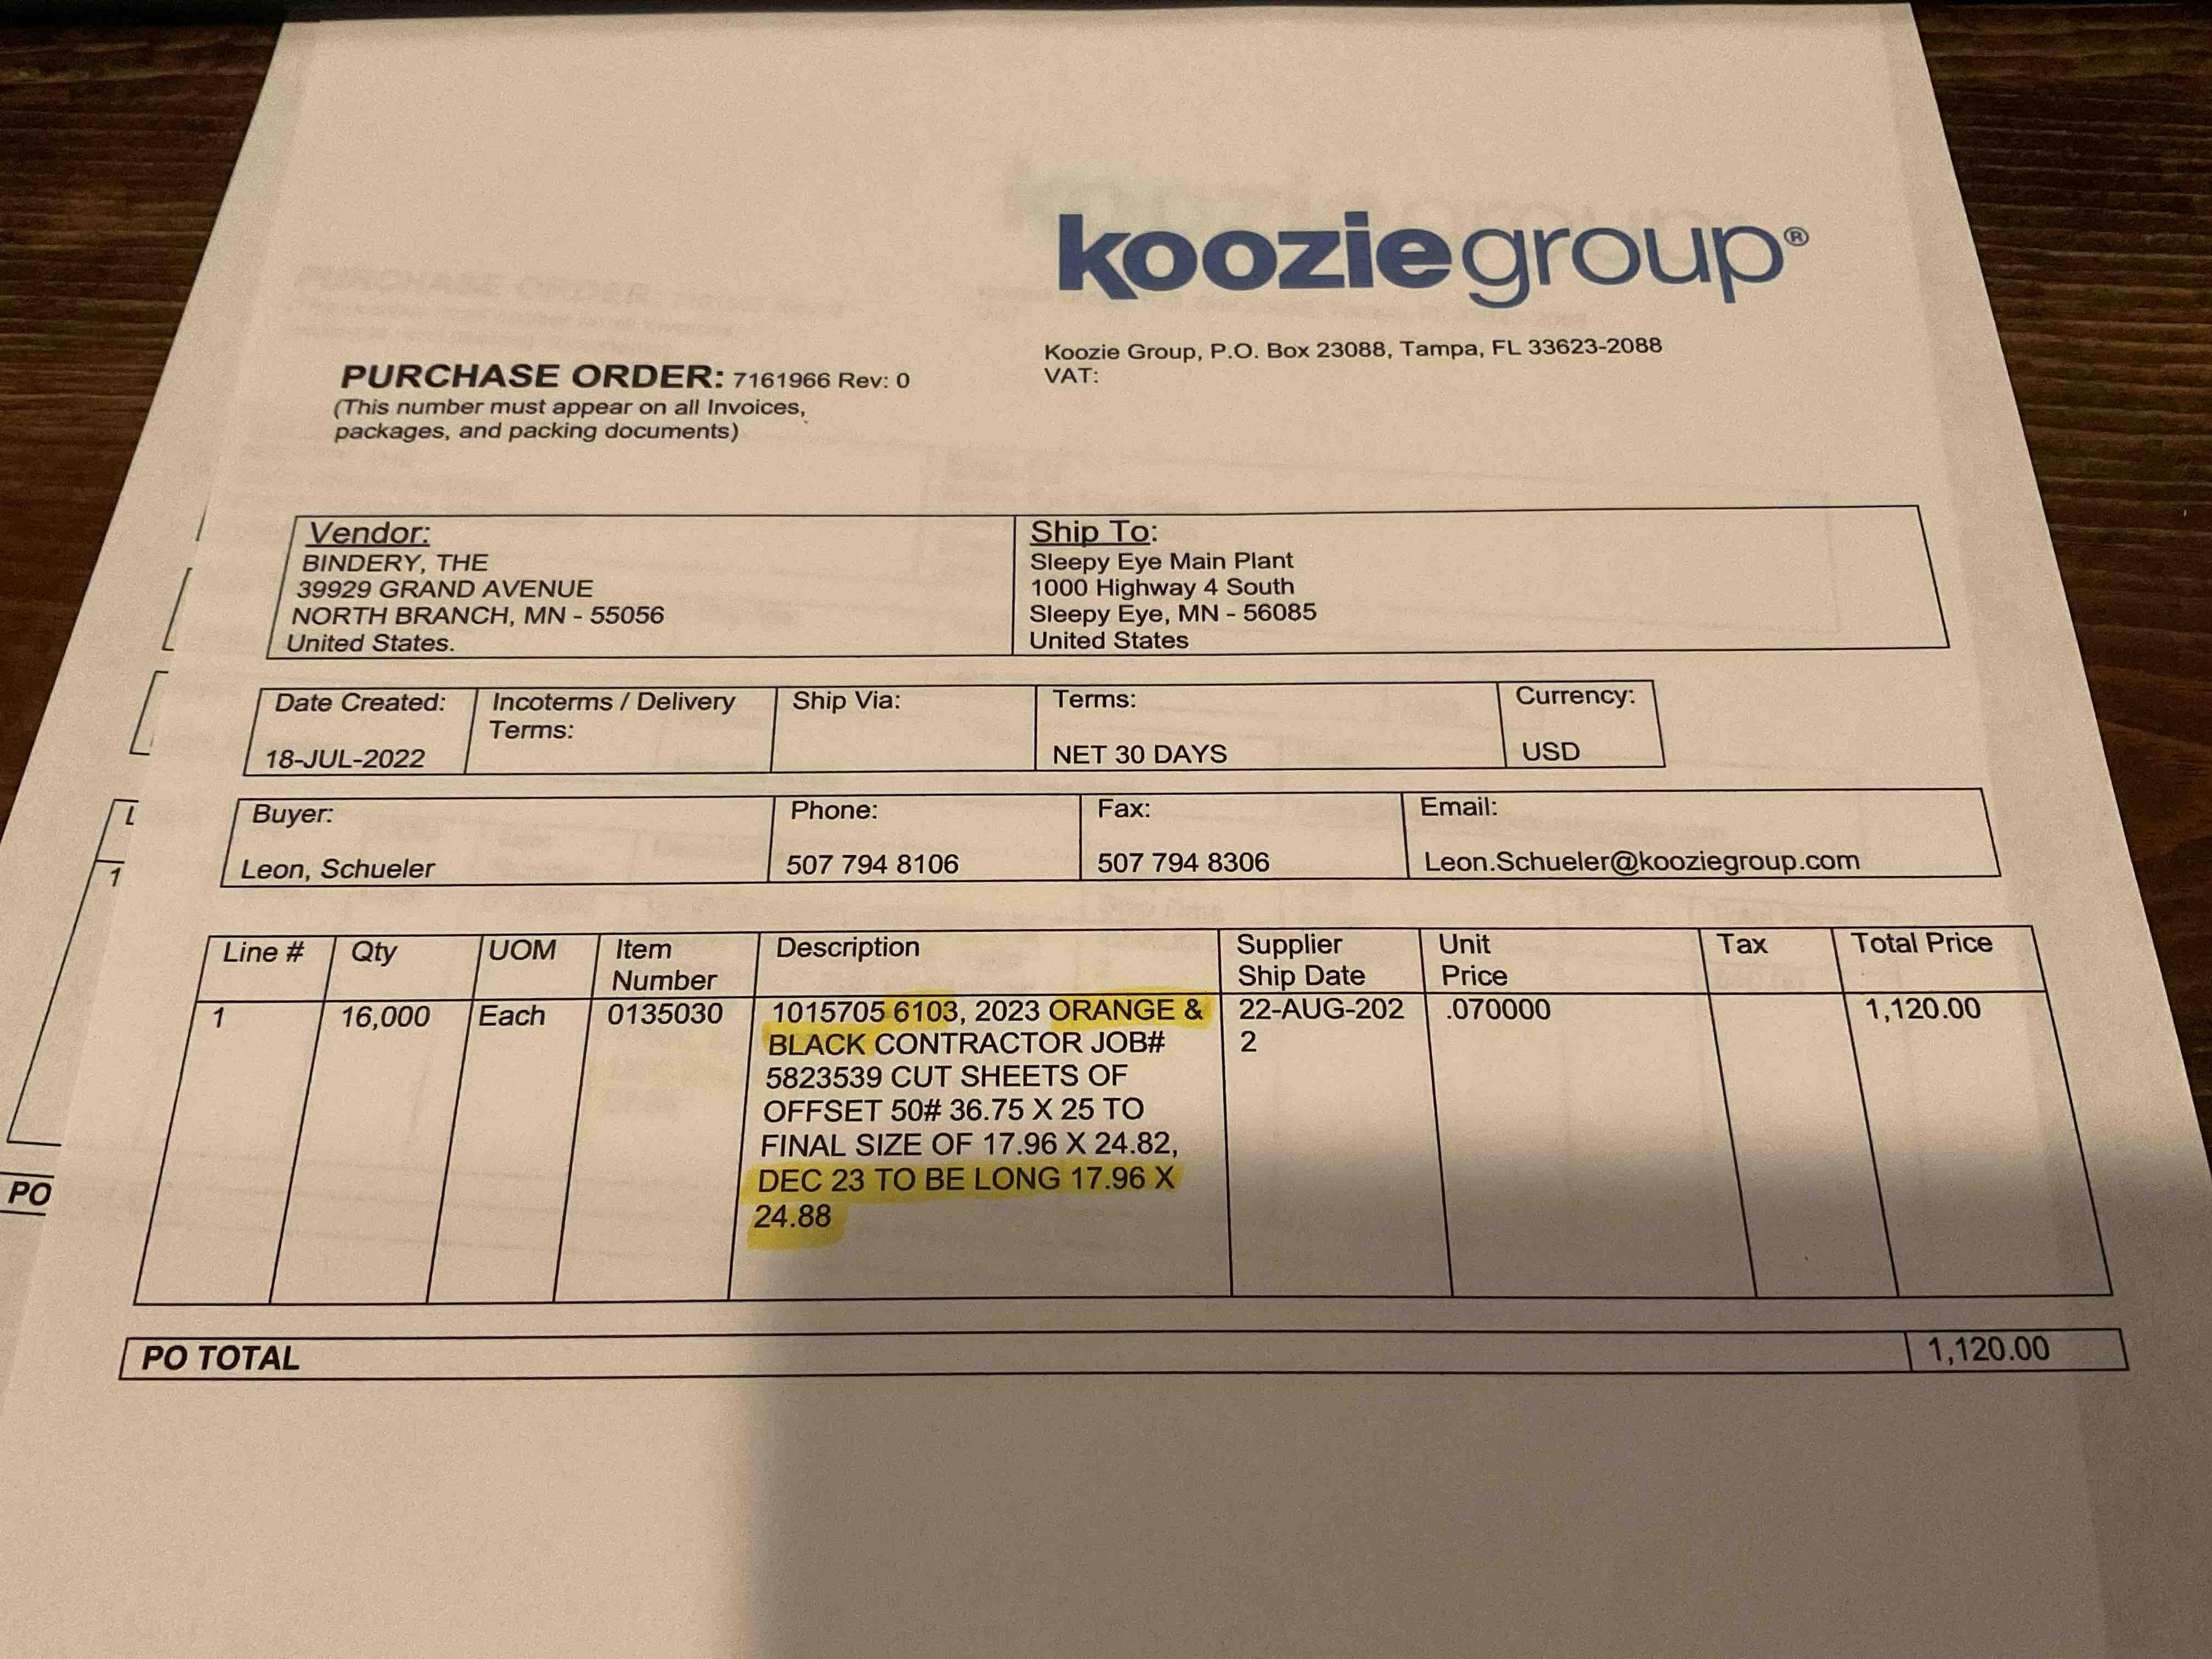 kooziegroup®
Koozie Group, P.O. Box 23088, Tampa, FL 33623-2088
VAT:
PURCHASE ORDER: 7161966 Rev: 0
(This number must appear on all Invoices,
packages, and packing documents)
Vendor:
BINDERY, THE
39929 GRAND AVENUE
NORTH BRANCH, MN - 55056
United States.
Ship To:
Sleepy Eye Main Plant
1000 Highway 4 South
Sleepy Eye, MN - 56085
United States
Date Created:
18-JUL-2022
Incoterms / Delivery
Terms:
Ship Via:
Terms:
NET 30 DAYS
Currency:
USD
Buyer:
Leon, Schueler
Phone:
507 794 8106
Fax:
507 794 8306
Email:
Leon.Schueler@kooziegroup.com
Line # Qty UOM Item Number Description Supplier Ship Date Unit Price Tax Total Price
1 16,000 Each 0135030 1015705 6103, 2023 ORANGE & 22-AUG-202 .070000 1,120.00
BLACK CONTRACTOR JOB# 2
5823539 CUT SHEETS OF
OFFSET 50# 36.75 X 25 TO
FINAL SIZE OF 17.96 X 24.82,
DEC 23 TO BE LONG 17.96 X
24.88
PO TOTAL 1,120.00
L
1
PO